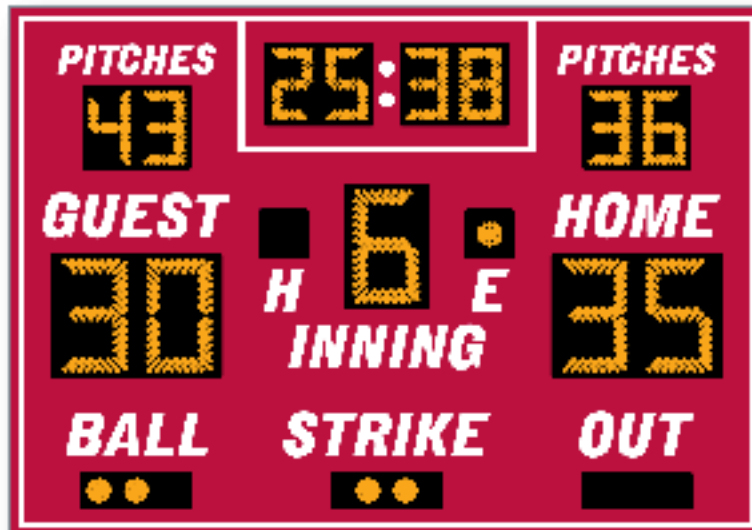 PITCHES 25:38 PITCHES
43 36
GUEST 6 HOME
H E
30 35
INNING
BALL STRIKE OUT